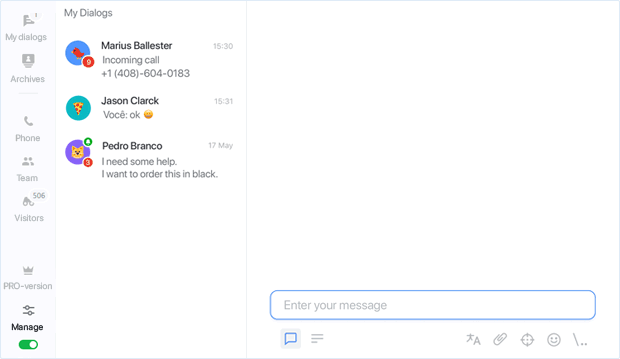 1
My dialogs
Archives
Phone
Team
506
Visitors
PRO-version
Manage
My Dialogs
Marius Ballester 15:30
Incoming call
+1 (408)-604-0183
9
Jason Clarck 15:31
Você: ok 😄
Pedro Branco 17 May
I need some help.
I want to order this in black.
3
Enter your message
文A
\..